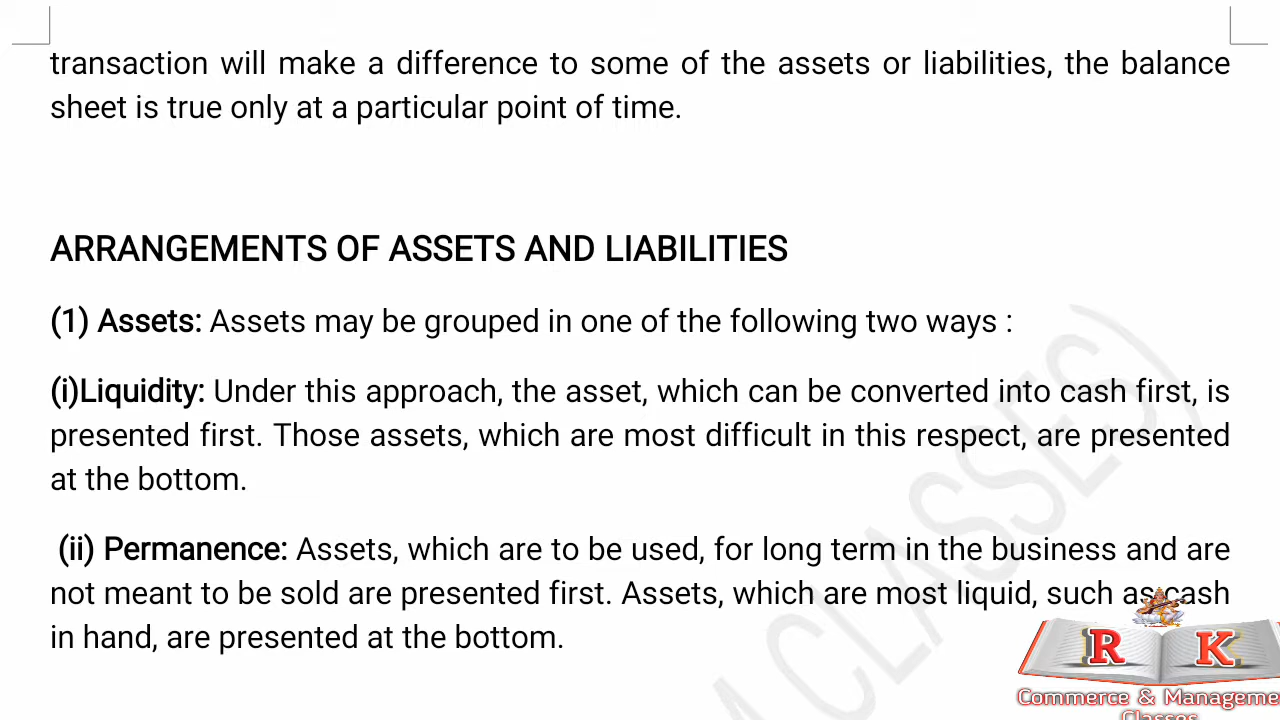 transaction will make a difference to some of the assets or liabilities, the balance
sheet is true only at a particular point of time.
ARRANGEMENTS OF ASSETS AND LIABILITIES
(1) Assets: Assets may be grouped in one of the following two ways :
(i)Liquidity: Under this approach, the asset, which can be converted into cash first, is
presented first. Those assets, which are most difficult in this respect, are presented
at the bottom.
(ii) Permanence: Assets, which are to be used, for long term in the business and are
not meant to be sold are presented first. Assets, which are most liquid, such as cash
in hand, are presented at the bottom.
CLASSES)
R K
Commerce & Manageme
Classes